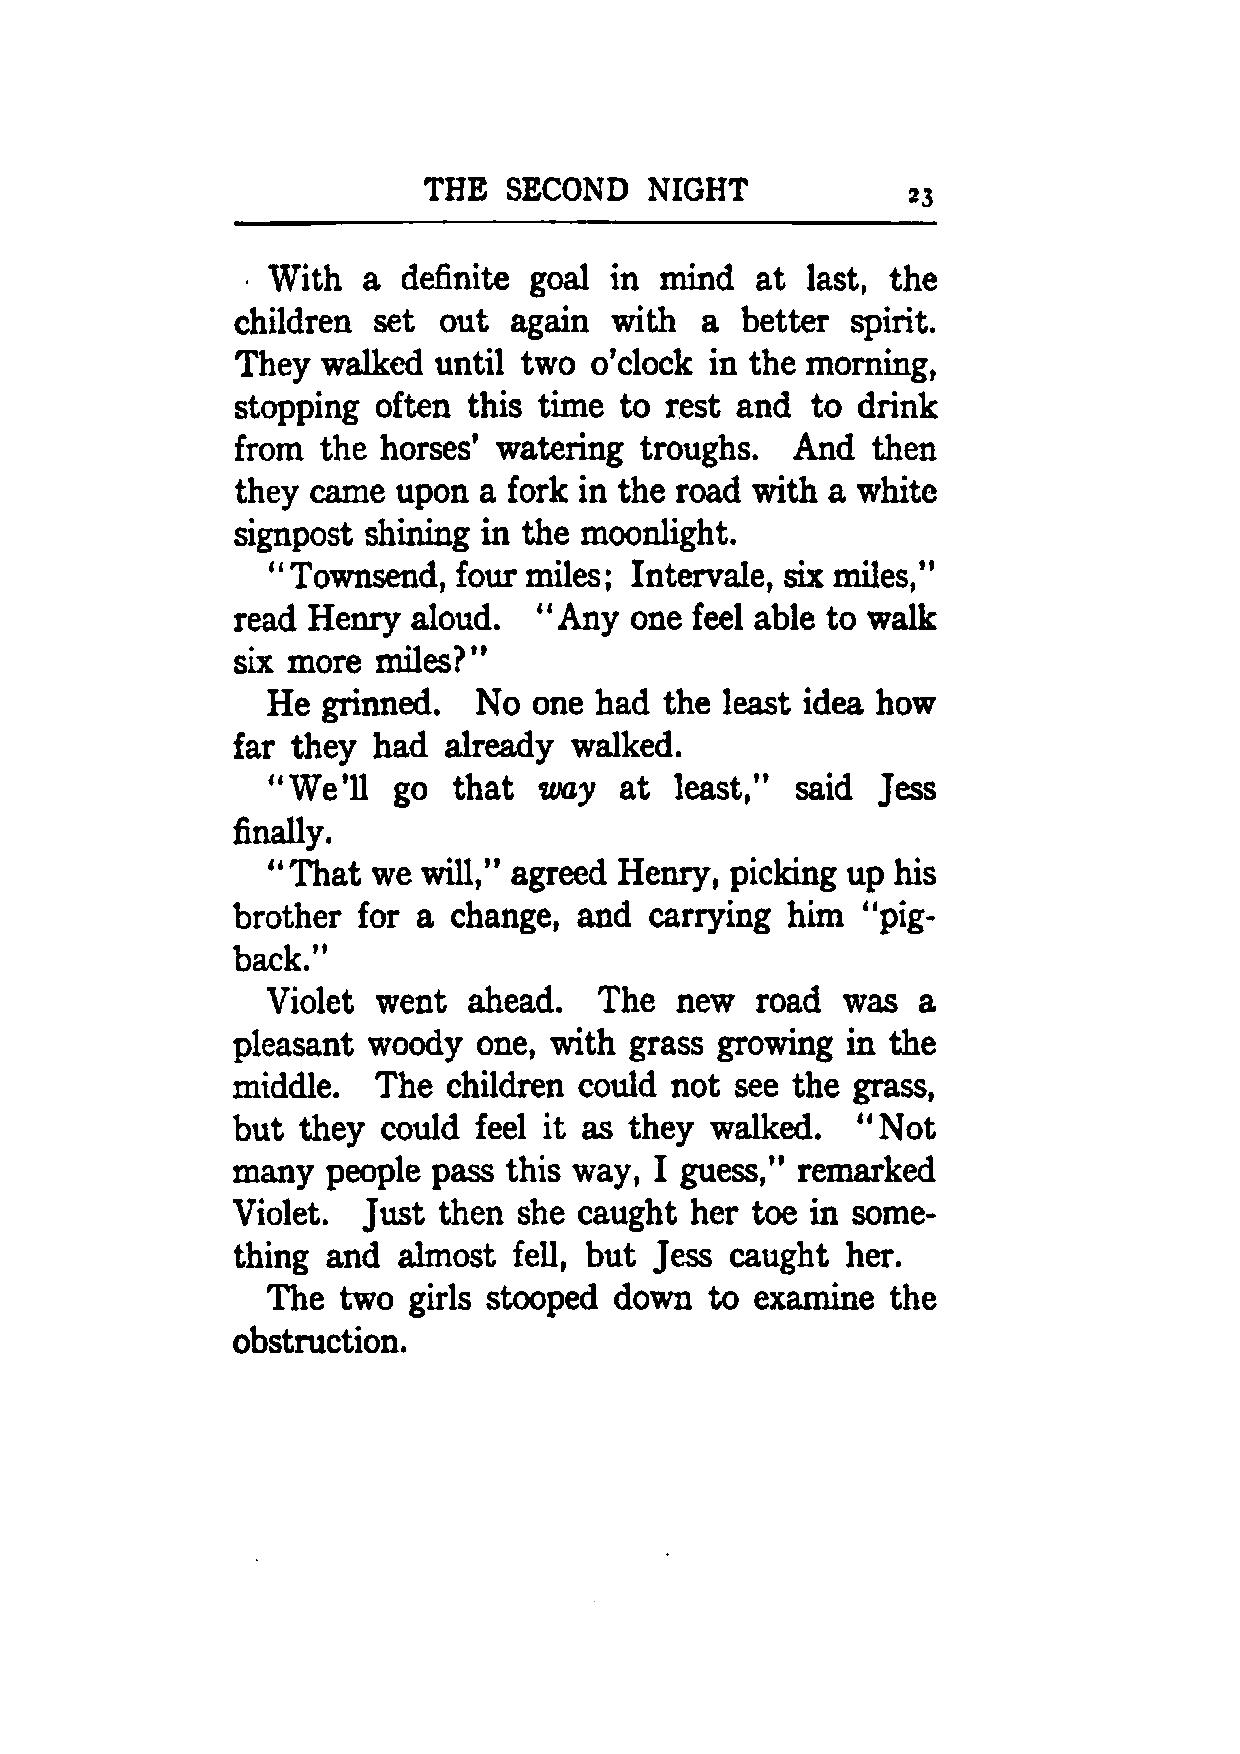 THE SECOND NIGHT 23
With a definite goal in mind at last, the
children set out again with a better spirit.
They walked until two o'clock in the morning,
stopping often this time to rest and to drink
from the horses' watering troughs. And then
they came upon a fork in the road with a white
signpost shining in the moonlight.
"Townsend, four miles; Intervale, six miles,"
read Henry aloud. "Any one feel able to walk
six more miles?"
He grinned. No one had the least idea how
far they had already walked.
"We'll go that way at least," said Jess
finally.
"That we will," agreed Henry, picking up his
brother for a change, and carrying him "pig-
back."
Violet went ahead. The new road was a
pleasant woody one, with grass growing in the
middle. The children could not see the grass,
but they could feel it as they walked. "Not
many people pass this way, I guess," remarked
Violet. Just then she caught her toe in some-
thing and almost fell, but Jess caught her.
The two girls stooped down to examine the
obstruction.